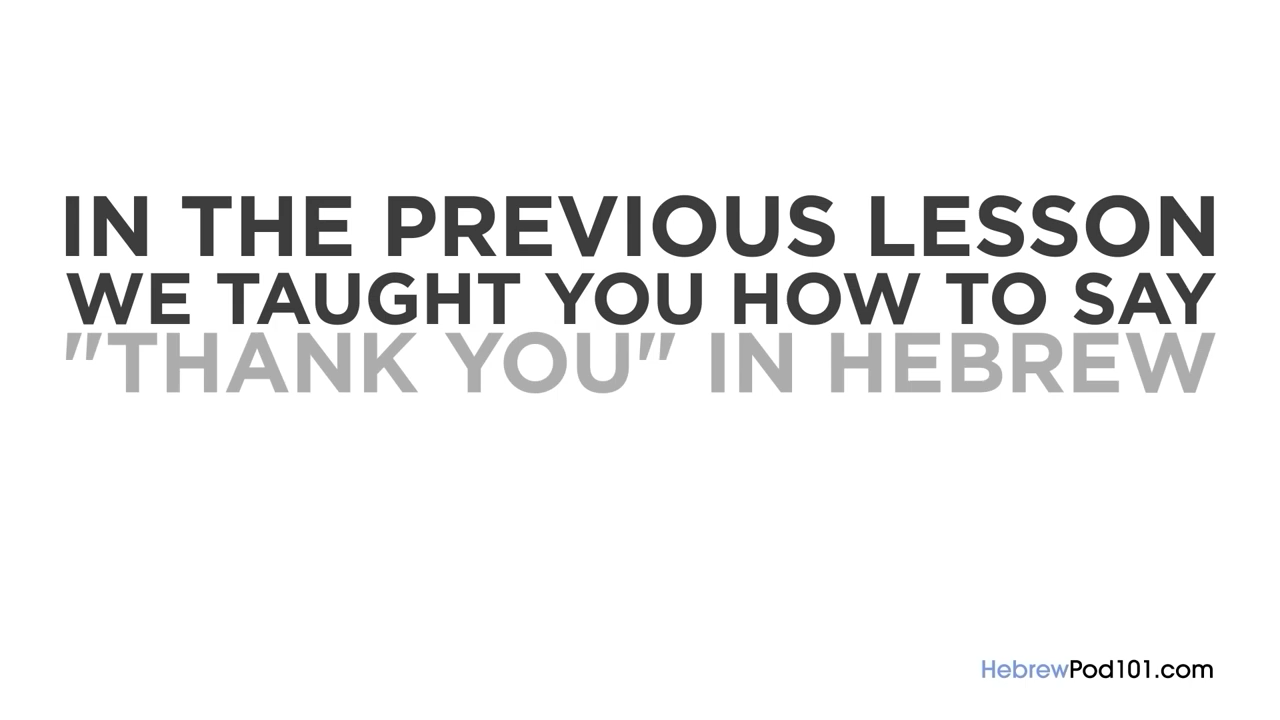 IN THE PREVIOUS LESSON
WE TAUGHT YOU HOW TO SAY
"THANK YOU" IN HEBREW
HebrewPod101.com